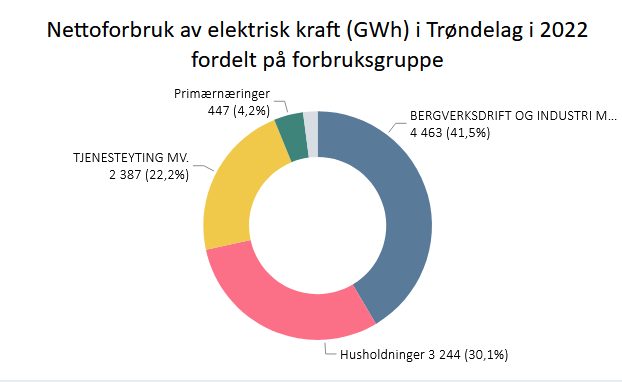 Nettoforbruk av elektrisk kraft (GWh) i Trøndelag i 2022
fordelt på forbruksgruppe
Primærnæringer
447 (4,2%)
BERGVERKSDRIFT OG INDUSTRI M...
4 463 (41,5%)
TJENESTEYTING MV.
2 387 (22,2%)
Husholdninger 3 244 (30,1%)